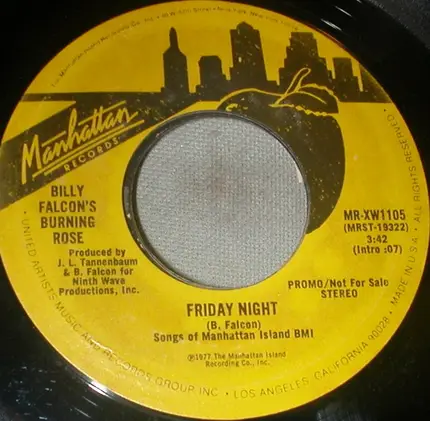 Manhattan
RECORDS
BILLY
FALCON'S
BURNING
ROSE
Produced by
J. L. Tannenbaum
& B. Falcon for
Ninth Wave
Productions, Inc.
MR-XW1105
(MRST-19322)
3:42
(Intro :07)
PROMO/Not For Sale
STEREO
FRIDAY NIGHT
(B. Falcon)
Songs of Manhattan Island BMI
©1977 The Manhattan Island
Recording Co., Inc.
• UNITED ARTISTS MUSIC AND RECORDS GROUP INC • LOS ANGELES, CALIFORNIA 90028 • MADE IN U.S.A. • ALL RIGHTS RESERVED.